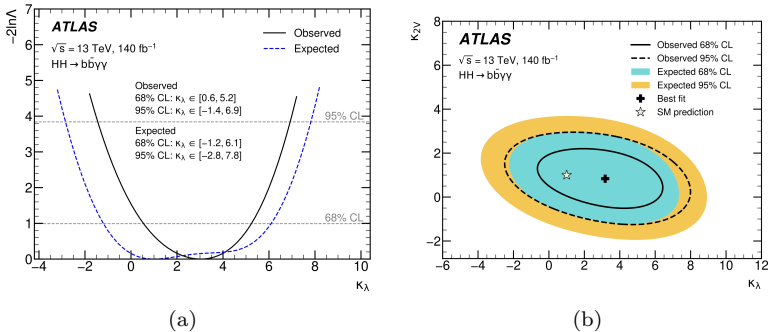 ATLAS
√s = 13 TeV, 140 fb⁻¹
HH → bb̄γγ
Observed
Expected
Observed
68% CL: κλ ∈ [0.6, 5.2]
95% CL: κλ ∈ [−1.4, 6.9]
Expected
68% CL: κλ ∈ [−1.2, 6.1]
95% CL: κλ ∈ [−2.8, 7.8]
95% CL
68% CL
−2lnΛ
7
6
5
4
3
2
1
0
−4 −2 0 2 4 6 8 10
κλ
(a)
κ2V
ATLAS
√s = 13 TeV, 140 fb⁻¹
HH → bb̄γγ
Observed 68% CL
Observed 95% CL
Expected 68% CL
Expected 95% CL
Best fit
SM prediction
8
6
4
2
0
−2
−6 −4 −2 0 2 4 6 8 10 12
κλ
(b)